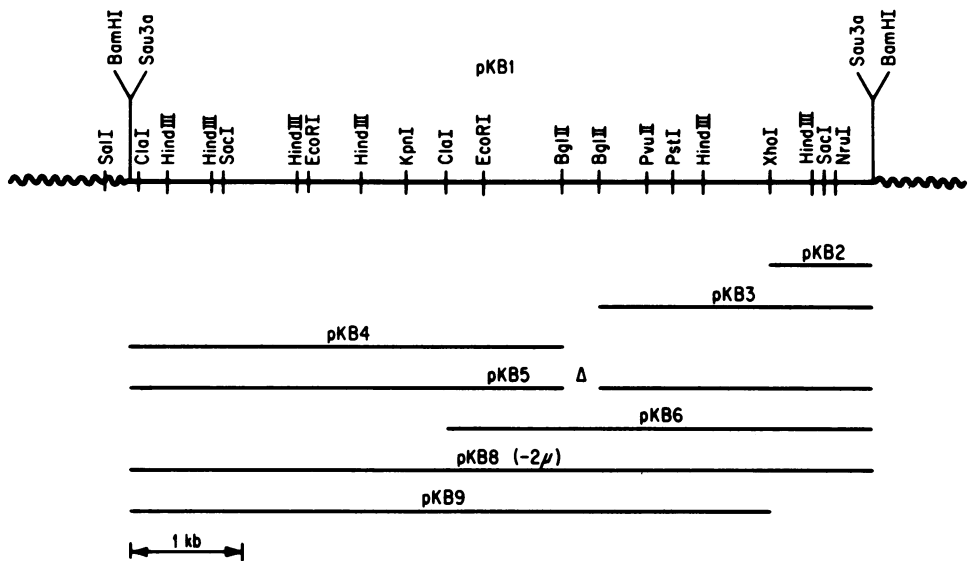 BamHI
Sau3a
pKB1
Sau3a
BamHI
SalI
ClaI
HindIII
HindIII
SacI
HindIII
EcoRI
HindIII
KpnI
ClaI
EcoRI
BglII
BglII
PvuII
PstI
HindIII
XhoI
HindIII
SacI
NruI
pKB2
pKB3
pKB4
pKB5 Δ
pKB6
pKB8 (-2μ)
pKB9
1 kb